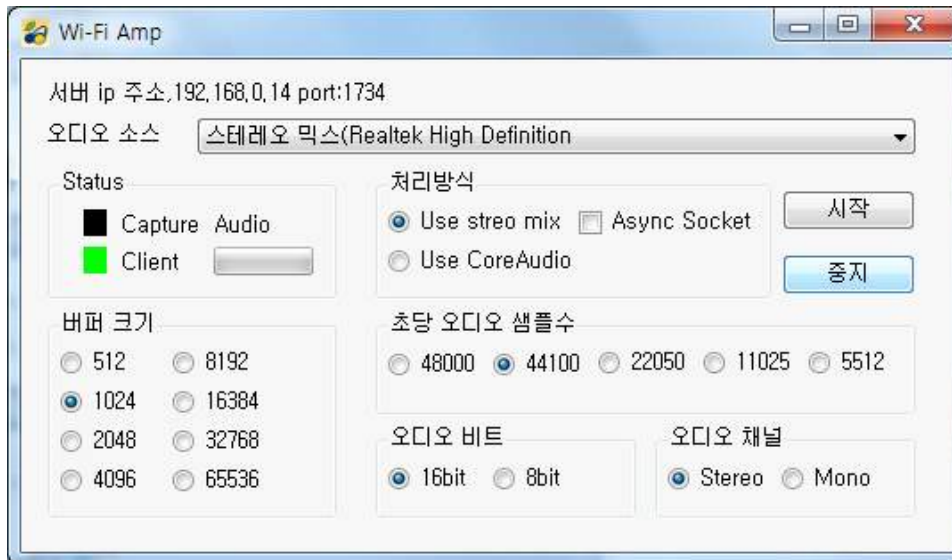 Wi-Fi Amp
서버 ip 주소,192,168,0,14 port:1734
오디오 소스 스테레오 믹스(Realtek High Definition
Status
Capture Audio
Client
처리방식
Use streo mix Async Socket
Use CoreAudio
시작
중지
버퍼 크기
512 8192
1024 16384
2048 32768
4096 65536
초당 오디오 샘플수
48000 44100 22050 11025 5512
오디오 비트
16bit 8bit
오디오 채널
Stereo Mono